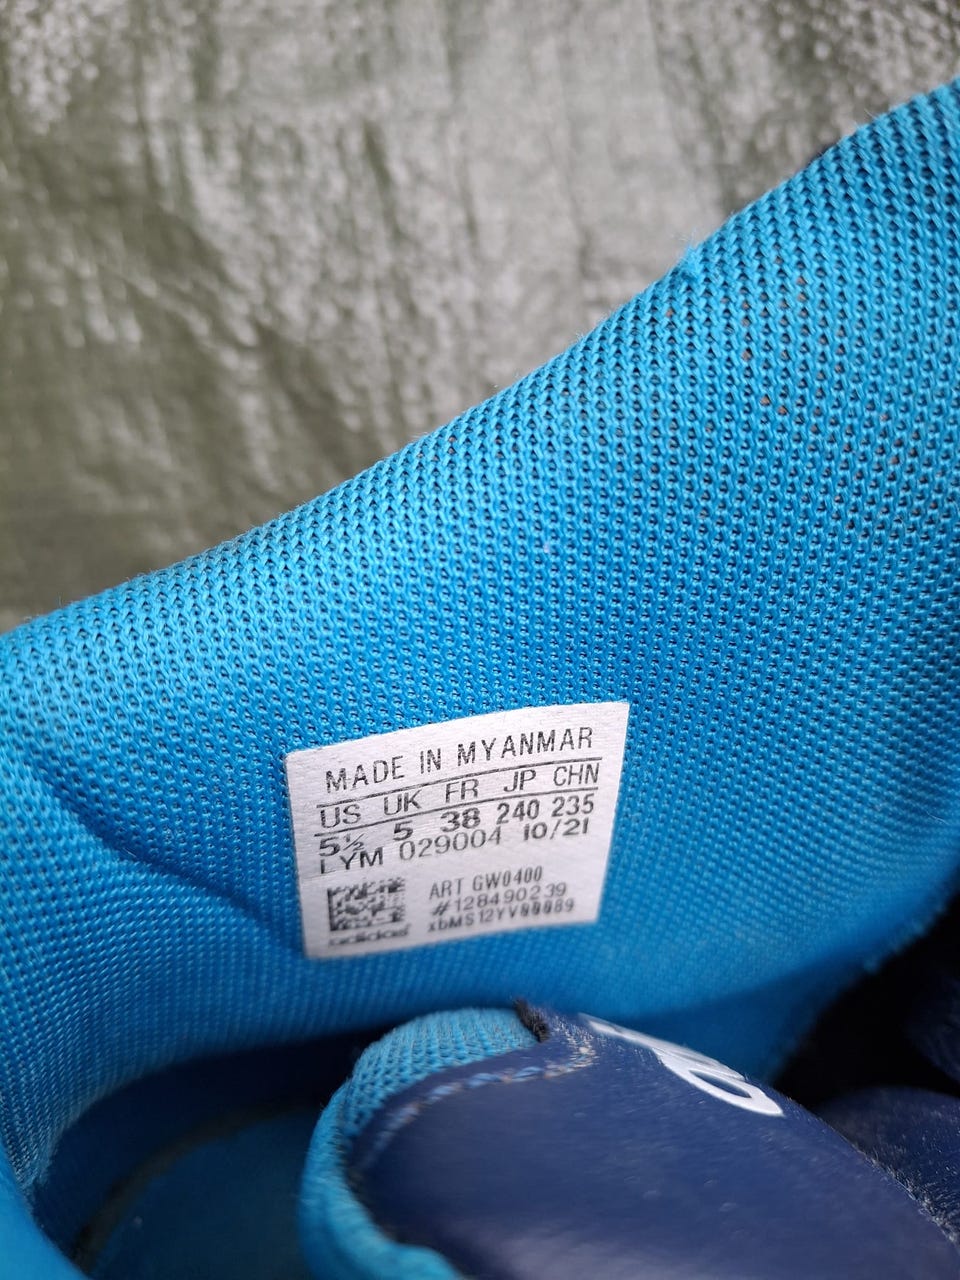 MADE IN MYANMAR
US UK FR JP CHN
5½ 5 38 240 235
LYM 029004 10/21
ART GW0400
#128490239
xbMS12YV00089
adidas